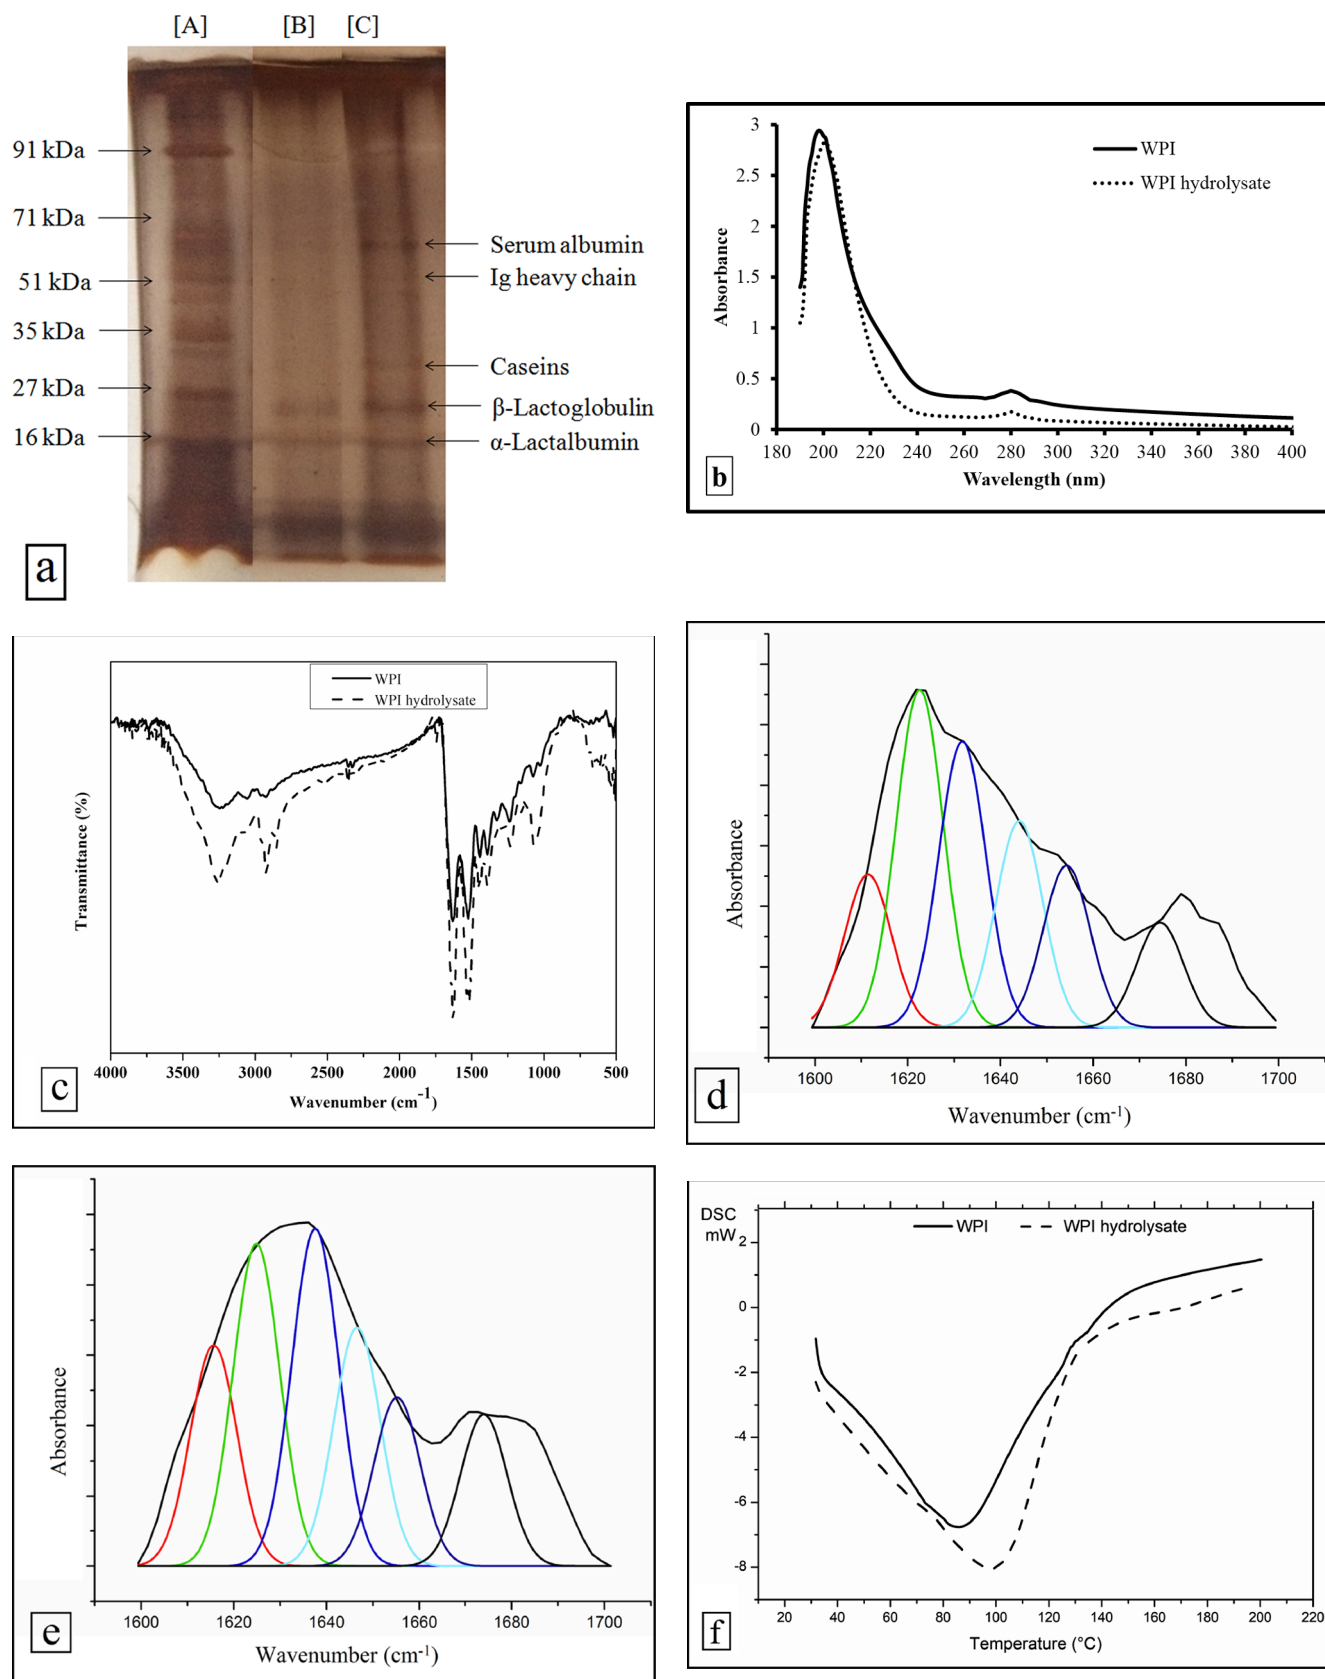 [A] [B] [C]
91 kDa
71 kDa
51 kDa
35 kDa
27 kDa
16 kDa
Serum albumin
Ig heavy chain
Caseins
β-Lactoglobulin
α-Lactalbumin
a
3
2.5
2
1.5
1
0.5
0
Absorbance
WPI
WPI hydrolysate
180 200 220 240 260 280 300 320 340 360 380 400
Wavelength (nm)
b
WPI
WPI hydrolysate
Transmittance (%)
4000 3500 3000 2500 2000 1500 1000 500
Wavenumber (cm-1)
c
Absorbance
1600 1620 1640 1660 1680 1700
Wavenumber (cm-1)
d
Absorbance
1600 1620 1640 1660 1680 1700
Wavenumber (cm-1)
e
DSC
mW
WPI WPI hydrolysate
2
0
-2
-4
-6
-8
20 40 60 80 100 120 140 160 180 200 220
Temperature (°C)
f